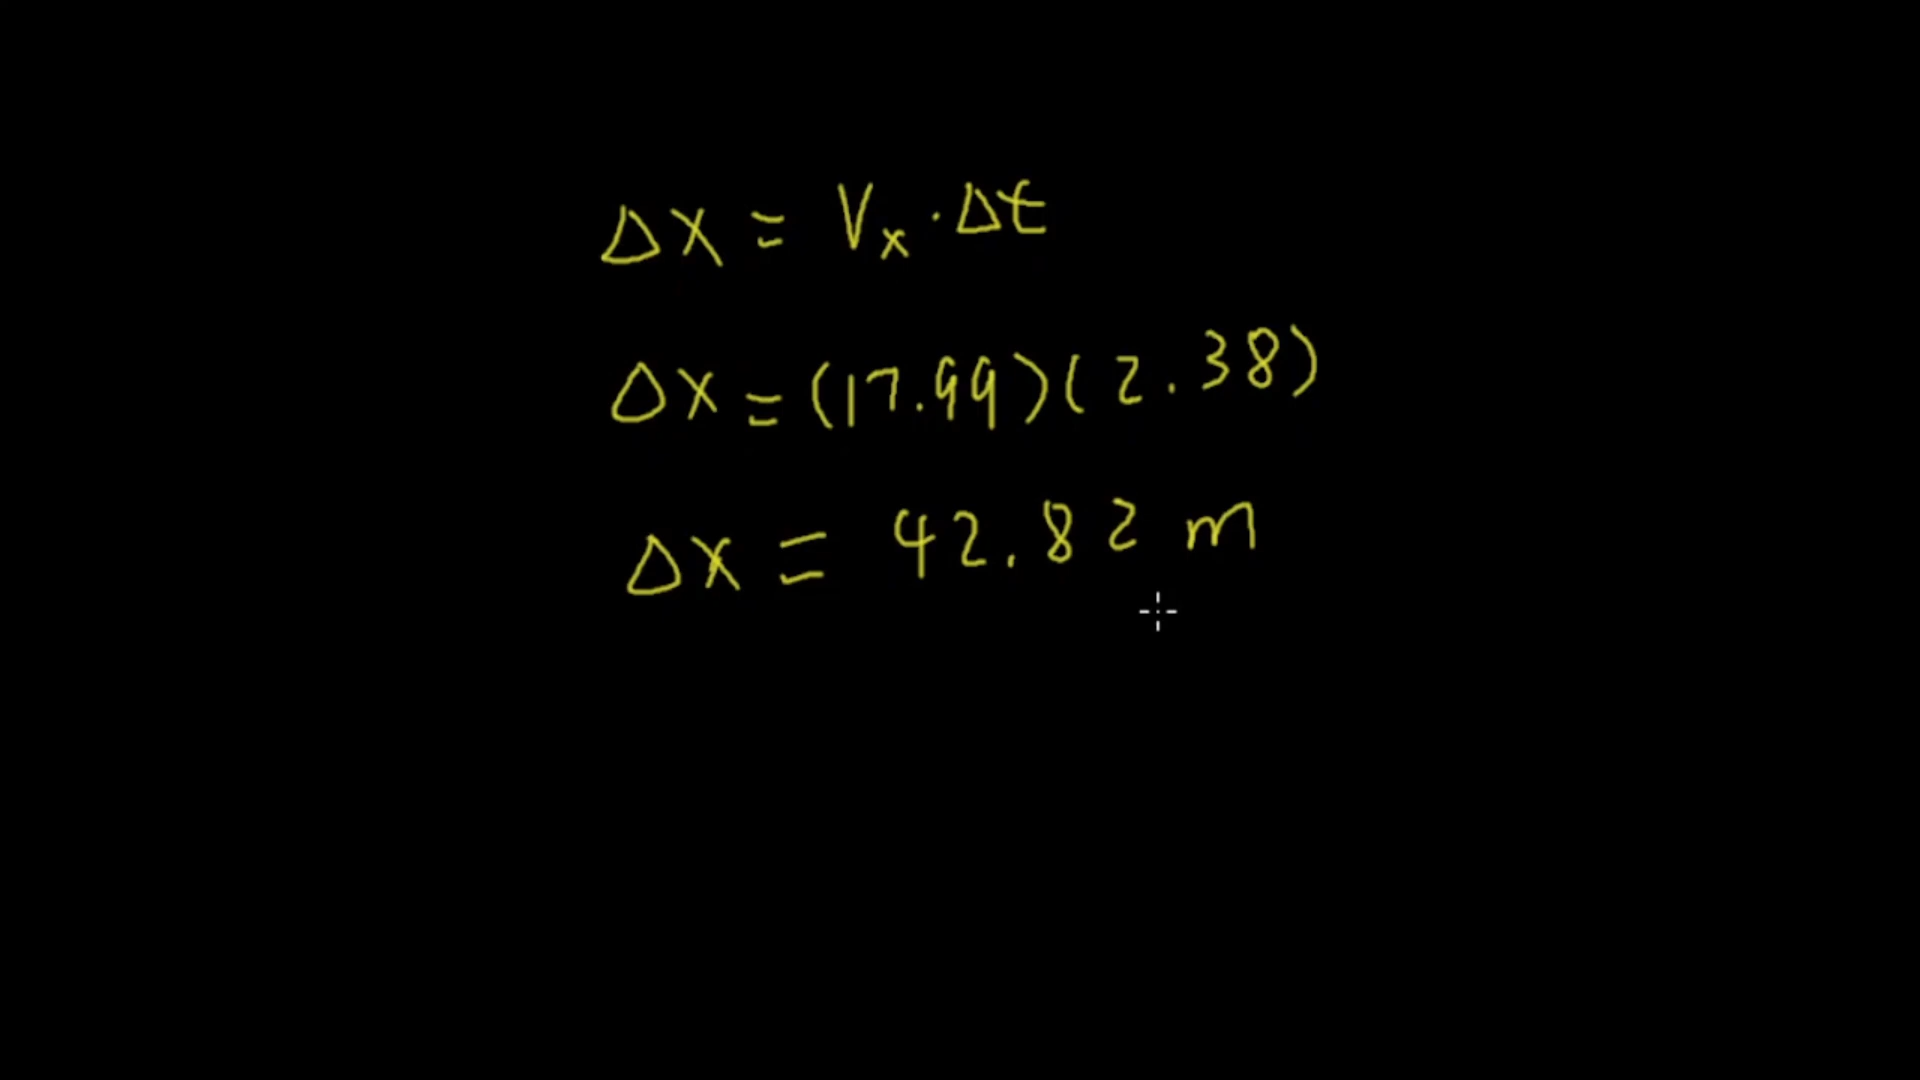 Δx = Vx · Δt
Δx = (17.99)(2.38)
Δx = 42.82 m